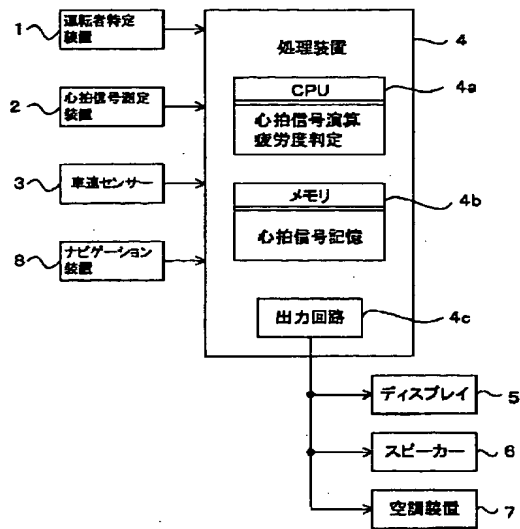 1
運転者特定
装置
2
心拍信号測定
装置
3
車速センサー
8
ナビゲーション
装置
処理装置
4
CPU
4a
心拍信号演算
疲労度判定
メモリ
4b
心拍信号記憶
出力回路
4c
ディスプレイ
5
スピーカー
6
空調装置
7